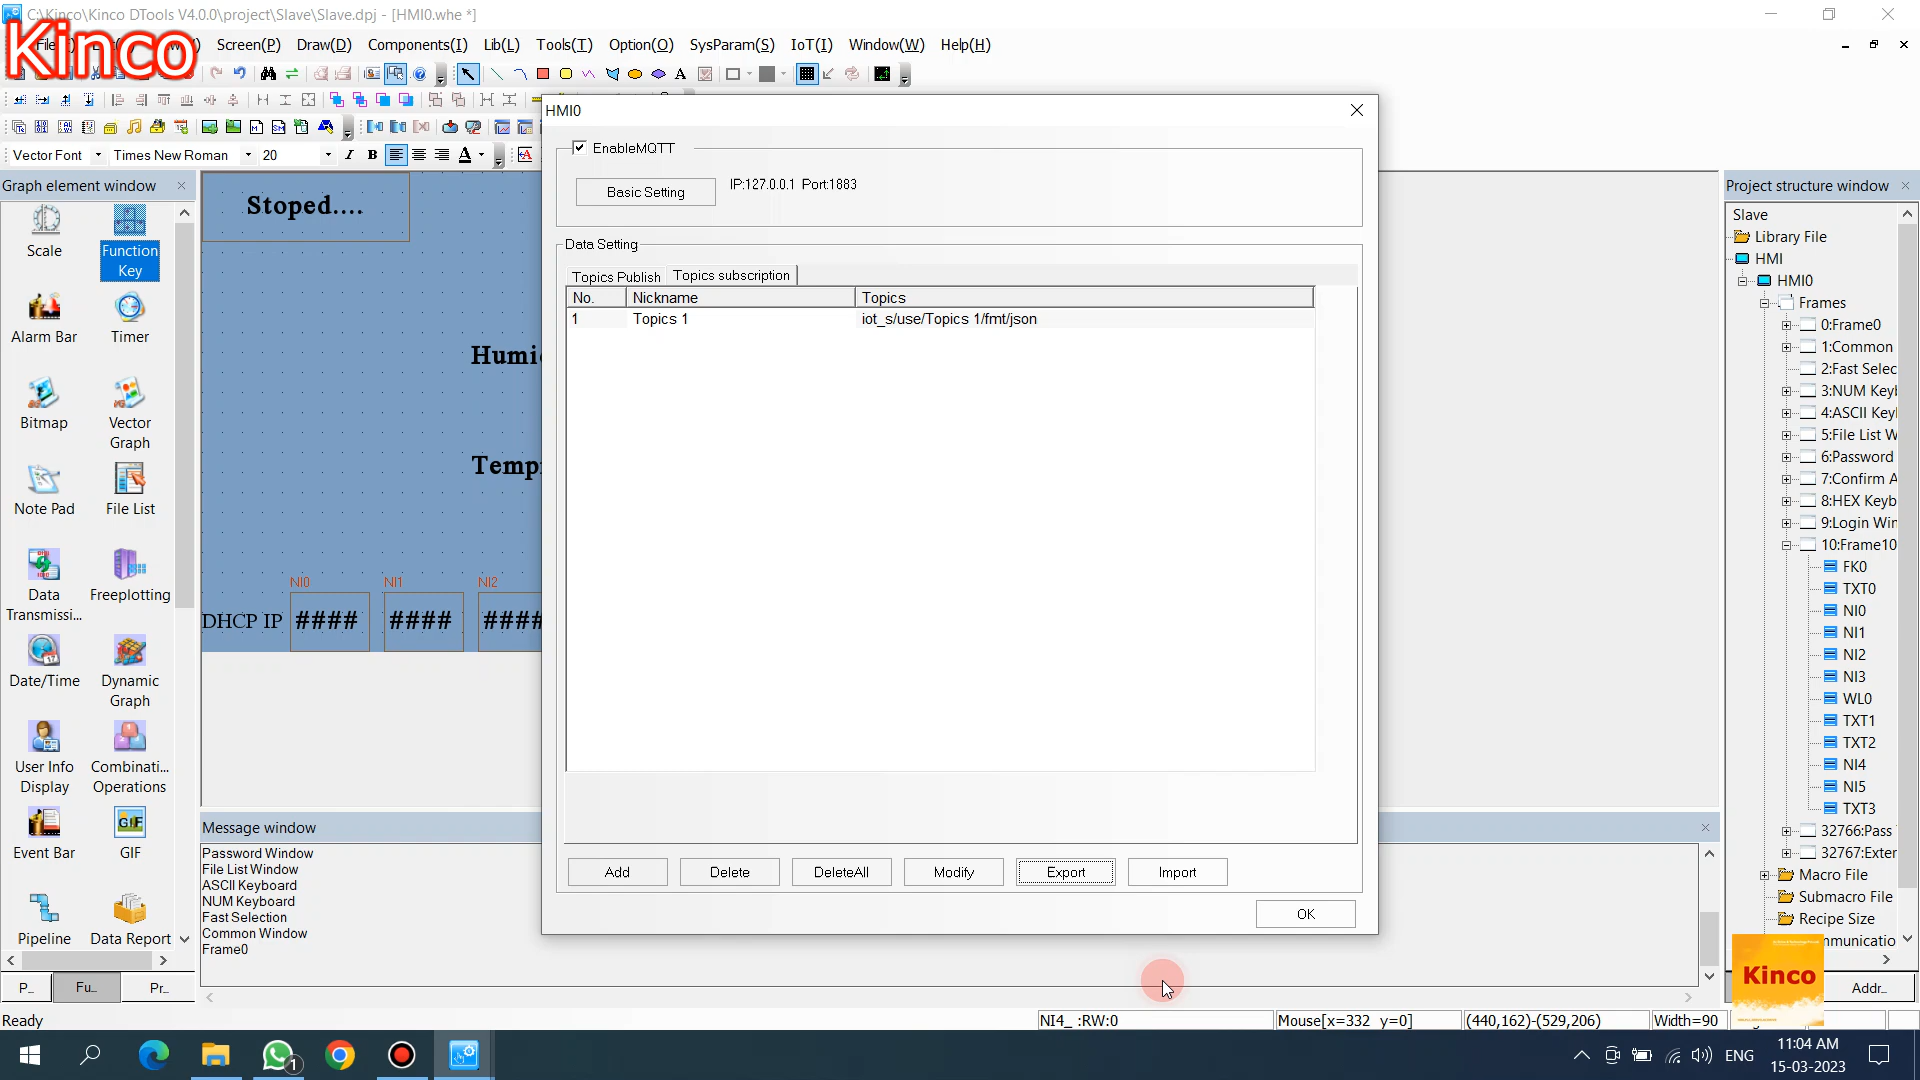 C:\Kinco\Kinco DTools V4.0.0\project\Slave\Slave.dpj - [HMI0.whe *]
Kinco
Screen(P) Draw(D) Components(I) Lib(L) Tools(T) Option(O) SysParam(S) IoT(I) Window(W) Help(H)
Vector Font Times New Roman 20 I B A A
HMI0
EnableMQTT
Basic Setting IP:127.0.0.1 Port:1883
Data Setting
Topics Publish Topics subscription
No. Nickname Topics
1 Topics 1 iot_s/use/Topics 1/fmt/json
Add Delete DeleteAll Modify Export Import
OK
Graph element window
Scale Function Key
Alarm Bar Timer
Bitmap Vector Graph
Note Pad File List
Data Transmissi... Freeplotting
Date/Time Dynamic Graph
User Info Display Combinati... Operations
Event Bar GIF
Pipeline Data Report
P... Fu... Pr...
Stoped....
Humi
Temp
NI0 NI1 NI2
DHCP IP #### #### ####
Message window
Password Window
File List Window
ASCII Keyboard
NUM Keyboard
Fast Selection
Common Window
Frame0
Project structure window
Slave
Library File
HMI
HMI0
Frames
0:Frame0
1:Common
2:Fast Selec
3:NUM Keyl
4:ASCII Key
5:File List W
6:Password
7:Confirm A
8:HEX Keyb
9:Login Win
10:Frame10
FK0
TXT0
NI0
NI1
NI2
NI3
WL0
TXT1
TXT2
NI4
NI5
TXT3
32766:Pass
32767:Exter
Macro File
Submacro File
Recipe Size
mmunicatio
Kinco
Addr...
Ready NI4_ :RW:0 Mouse[x=332 y=0] (440,162)-(529,206) Width=90
1 ENG 11:04 AM
15-03-2023